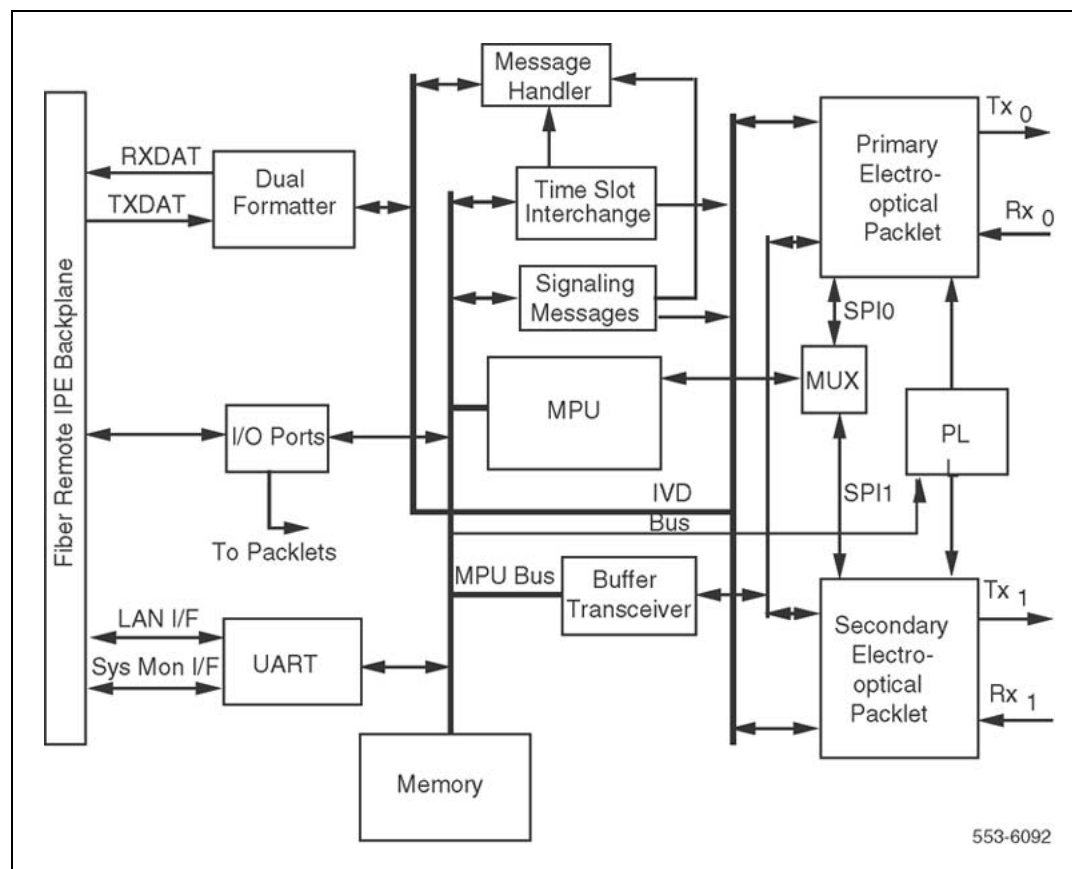 Message
Handler
Tx 0
Primary
Electro-
optical
Packlet
Rx 0
RXDAT
TXDAT
Dual
Formatter
Time Slot
Interchange
Signaling
Messages
SPI0
MUX
MPU
PL
L
Fiber Remote IPE Backplane
I/O Ports
To Packlets
IVD
Bus
SPI1
MPU Bus
Buffer
Transceiver
Tx 1
Secondary
Electro-
optical
Packlet
Rx 1
LAN I/F
Sys Mon I/F
UART
Memory
553-6092